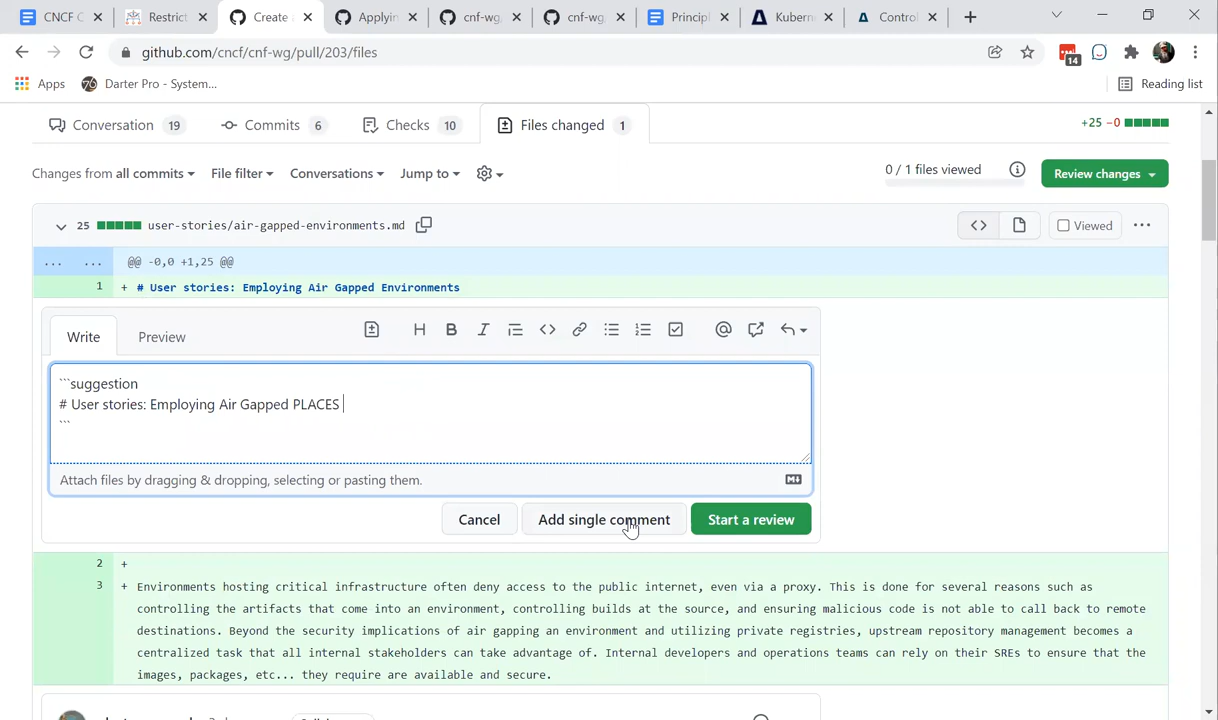 CNCF C
Restrict
Create
Applyin
cnf-wg
cnf-wg
Princip
Kubern
Control
github.com/cncf/cnf-wg/pull/203/files
14
Apps
Darter Pro - System...
Reading list
Conversation 19
Commits 6
Checks 10
Files changed 1
+25 −0
Changes from all commits
File filter
Conversations
Jump to
0 / 1 files viewed
Review changes
25 user-stories/air-gapped-environments.md
Viewed
... ... @@ -0,0 +1,25 @@
1 + # User stories: Employing Air Gapped Environments
Write
Preview
```suggestion
# User stories: Employing Air Gapped PLACES
```
Attach files by dragging & dropping, selecting or pasting them.
Cancel
Add single comment
Start a review
2 +
3 + Environments hosting critical infrastructure often deny access to the public internet, even via a proxy. This is done for several reasons such as
controlling the artifacts that come into an environment, controlling builds at the source, and ensuring malicious code is not able to call back to remote
destinations. Beyond the security implications of air gapping an environment and utilizing private registries, upstream repository management becomes a
centralized task that all internal stakeholders can take advantage of. Internal developers and operations teams can rely on their SREs to ensure that the
images, packages, etc... they require are available and secure.